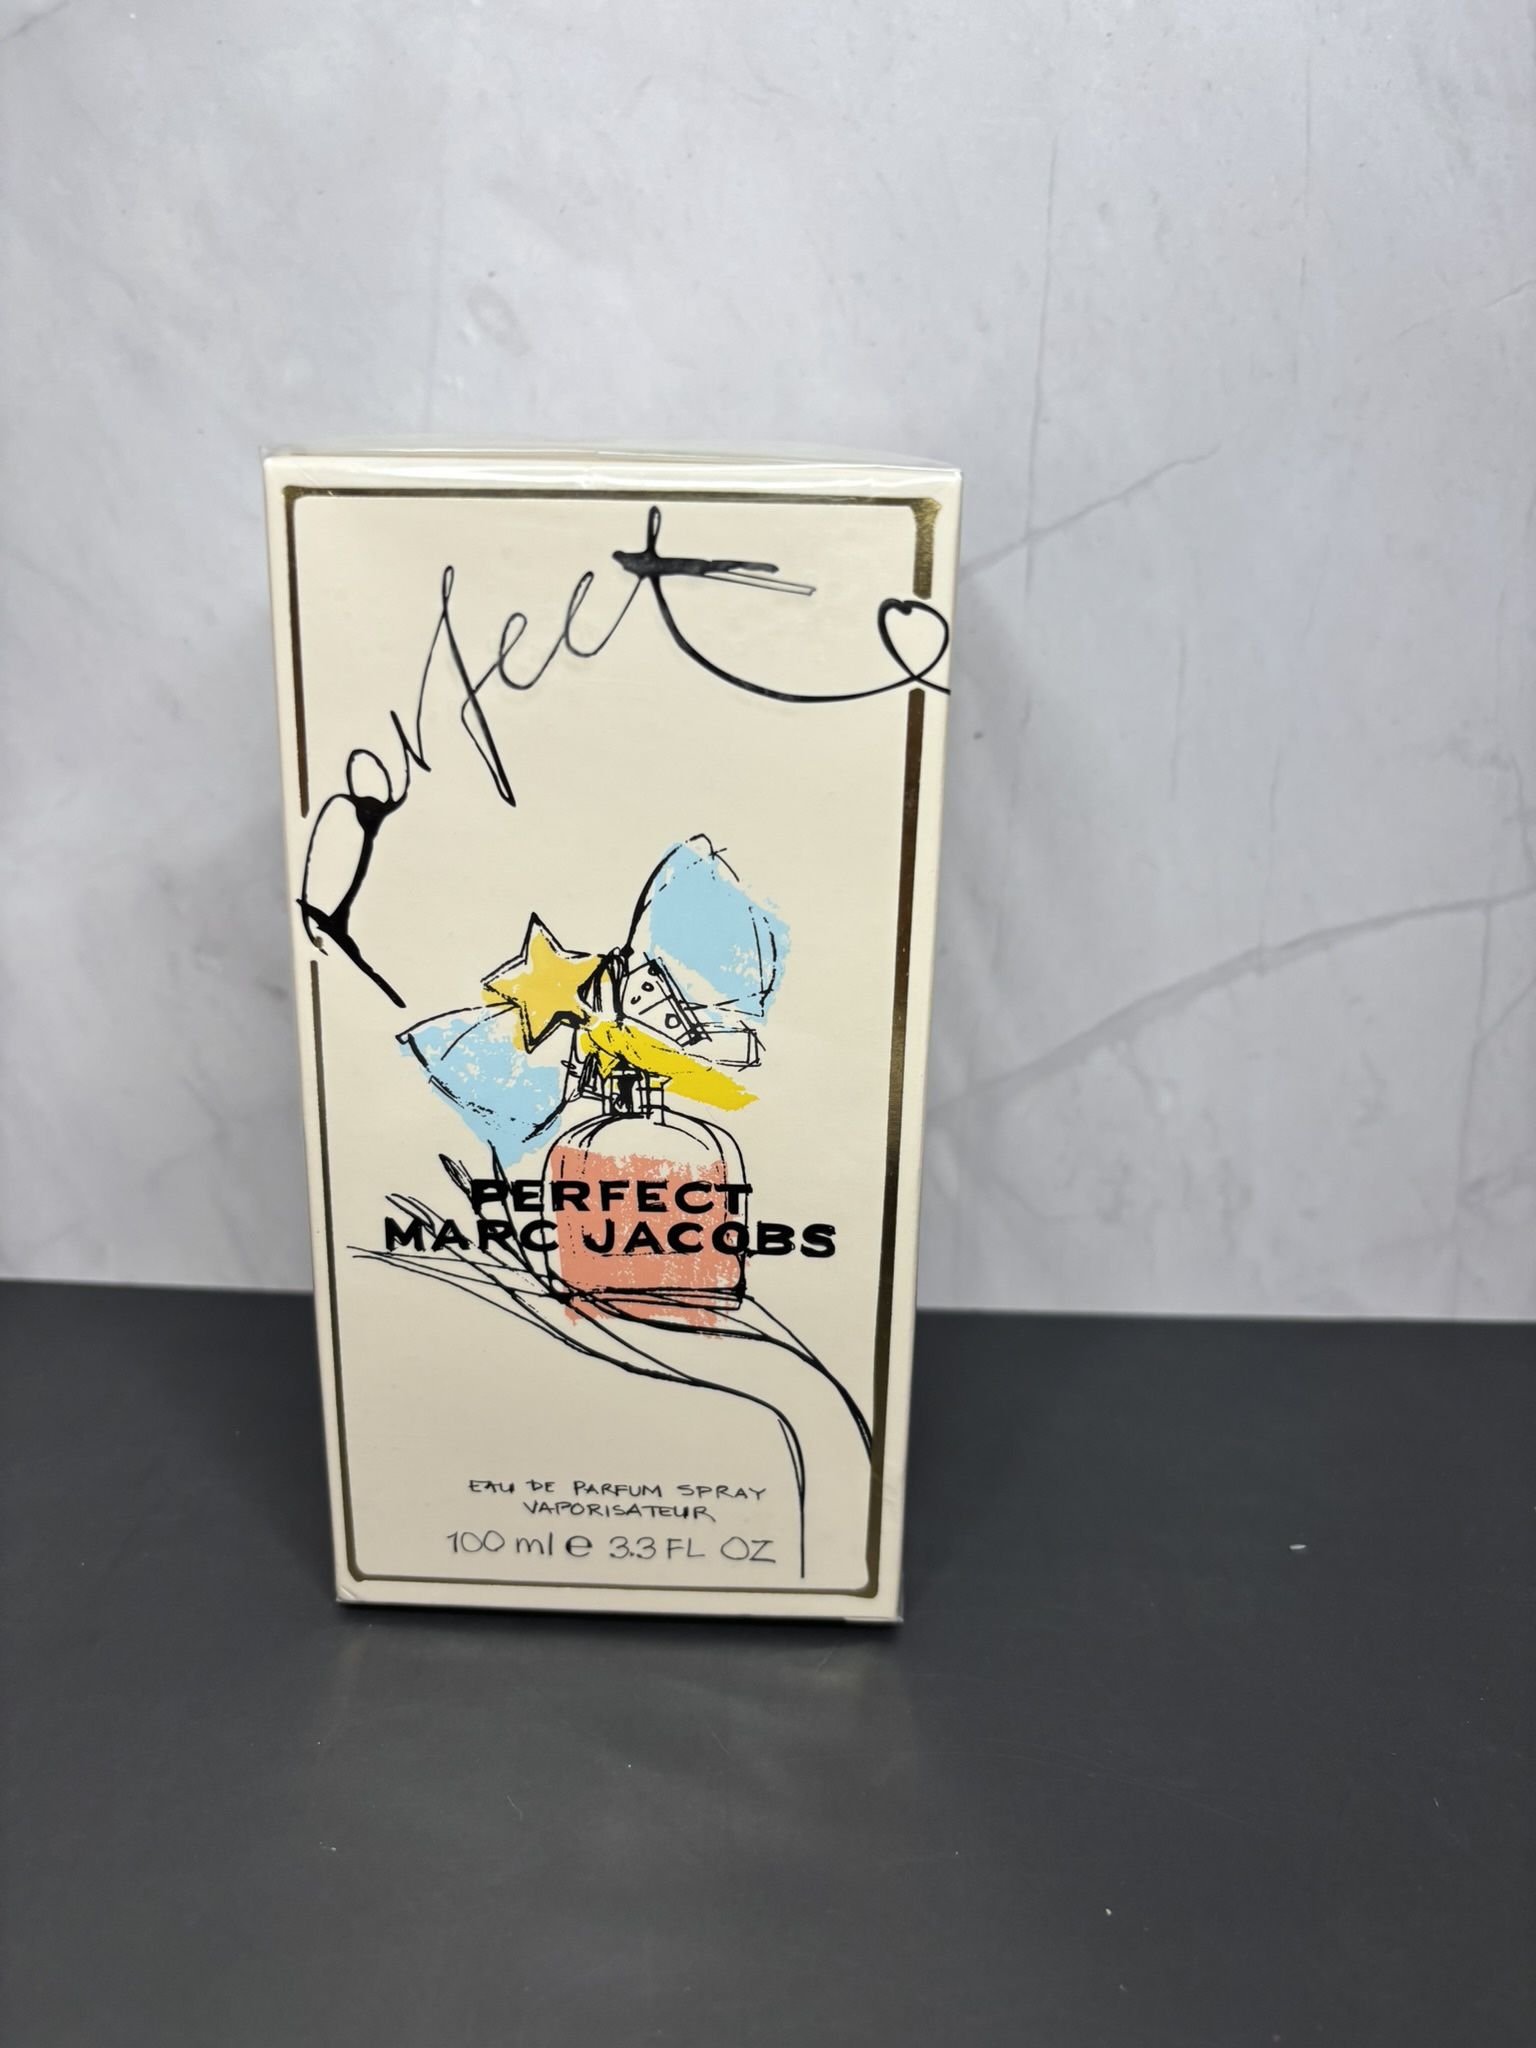 perfect
PERFECT
MARC JACOBS
EAU DE PARFUM SPRAY
VAPORISATEUR
100 ml e 3.3 FL OZ